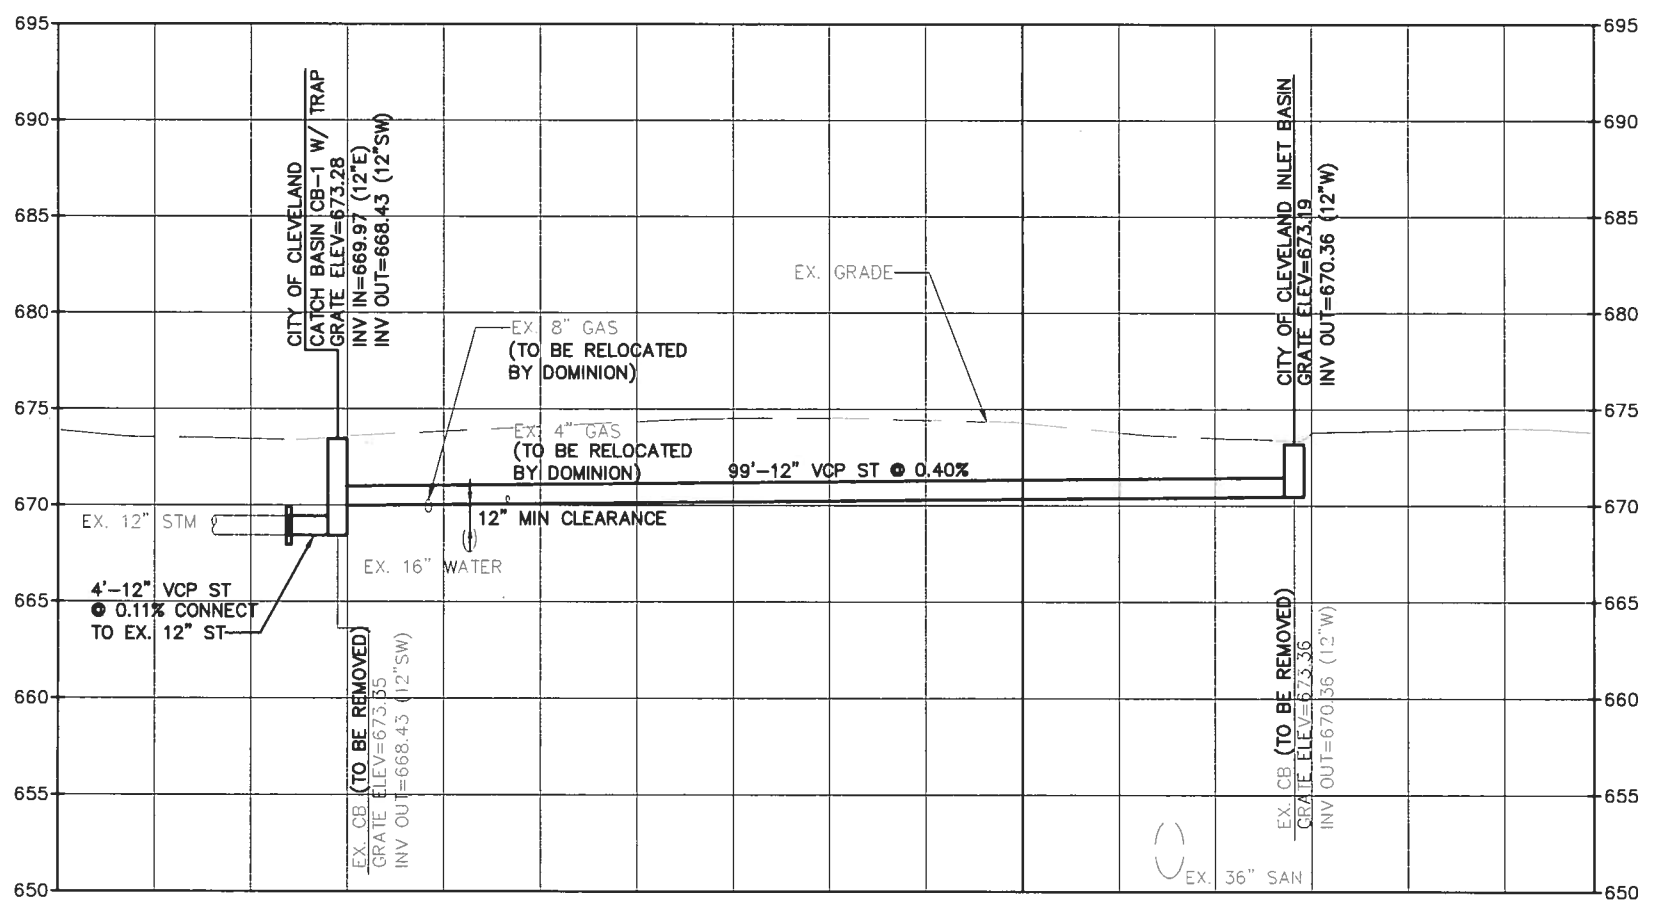 695
690
685
680
675
670
665
660
655
650
CITY OF CLEVELAND
CATCH BASIN CB-1 W/ TRAP
GRATE ELEV=673.28
INV IN=669.97 (12"E)
INV OUT=668.43 (12"SW)
EX. 8" GAS
(TO BE RELOCATED
BY DOMINION)
EX. GRADE
CITY OF CLEVELAND INLET BASIN
GRATE ELEV=673.19
INV OUT=670.36 (12"W)
EX. 4" GAS
(TO BE RELOCATED
BY DOMINION)
99'-12" VCP ST @ 0.40%
EX. 12" STM
12" MIN CLEARANCE
EX. 16" WATER
4'-12" VCP ST
@ 0.11% CONNECT
TO EX. 12" ST
EX. CB (TO BE REMOVED)
GRATE ELEV=673.35
INV OUT=668.43 (12"SW)
EX. CB (TO BE REMOVED)
GRATE ELEV=673.36
INV OUT=670.36 (12"W)
EX. 36" SAN
695
690
685
680
675
670
665
660
655
650